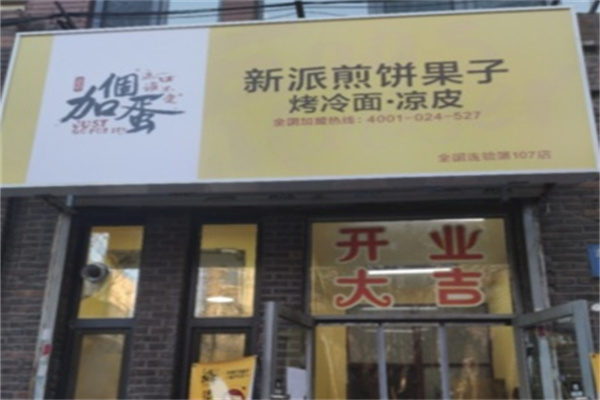 加個蛋
新派煎饼果子
烤冷面·凉皮
全国加盟热线：4001-024-527
全国连锁第107店
开业
大吉